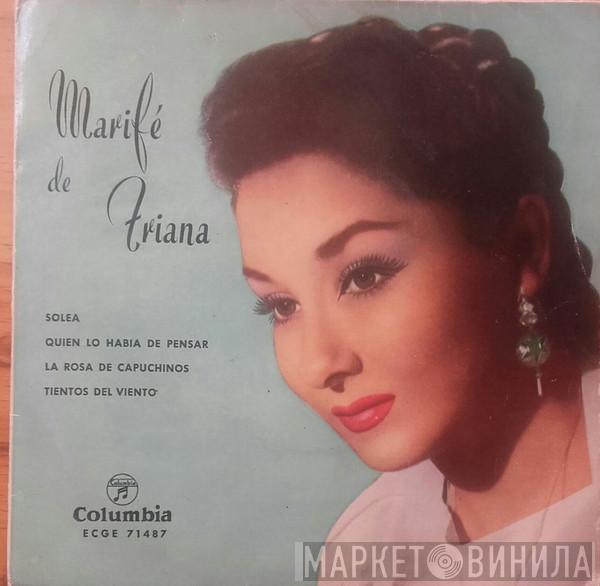 Marifé
de
Triana
SOLEA
QUIEN LO HABIA DE PENSAR
LA ROSA DE CAPUCHINOS
TIENTOS DEL VIENTO
Columbia
Columbia
ECGE 71487
МАРКЕТ ВИНИЛА